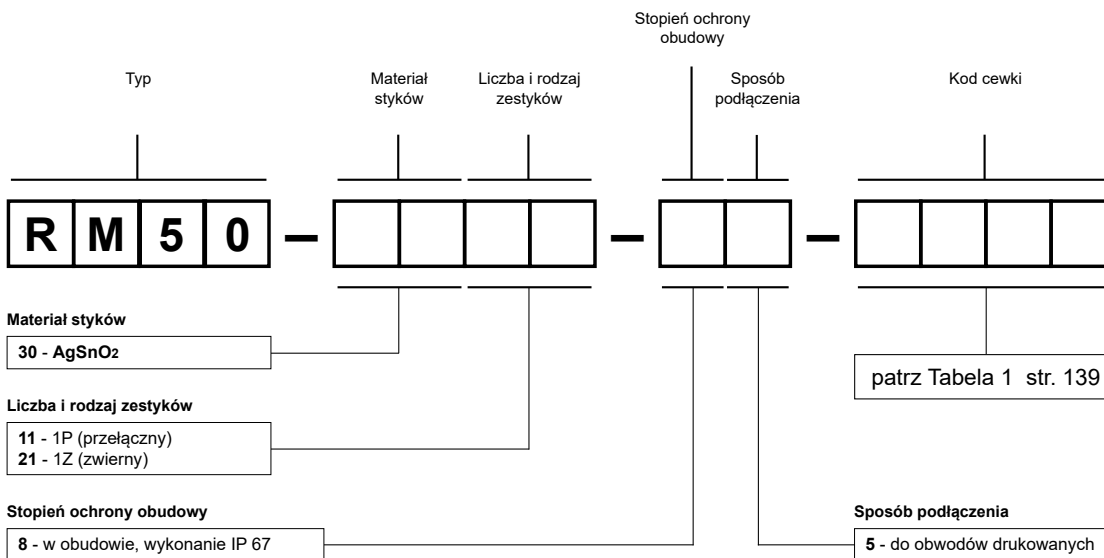 Stopień ochrony
obudowy
Typ
Materiał
styków
Liczba i rodzaj
zestyków
Sposób
podłączenia
Kod cewki
R M 5 0 – –  –
Materiał styków
30 - AgSnO2
patrz Tabela 1 str. 139
Liczba i rodzaj zestyków
11 - 1P (przełączny)
21 - 1Z (zwierny)
Stopień ochrony obudowy
8 - w obudowie, wykonanie IP 67
Sposób podłączenia
5 - do obwodów drukowanych